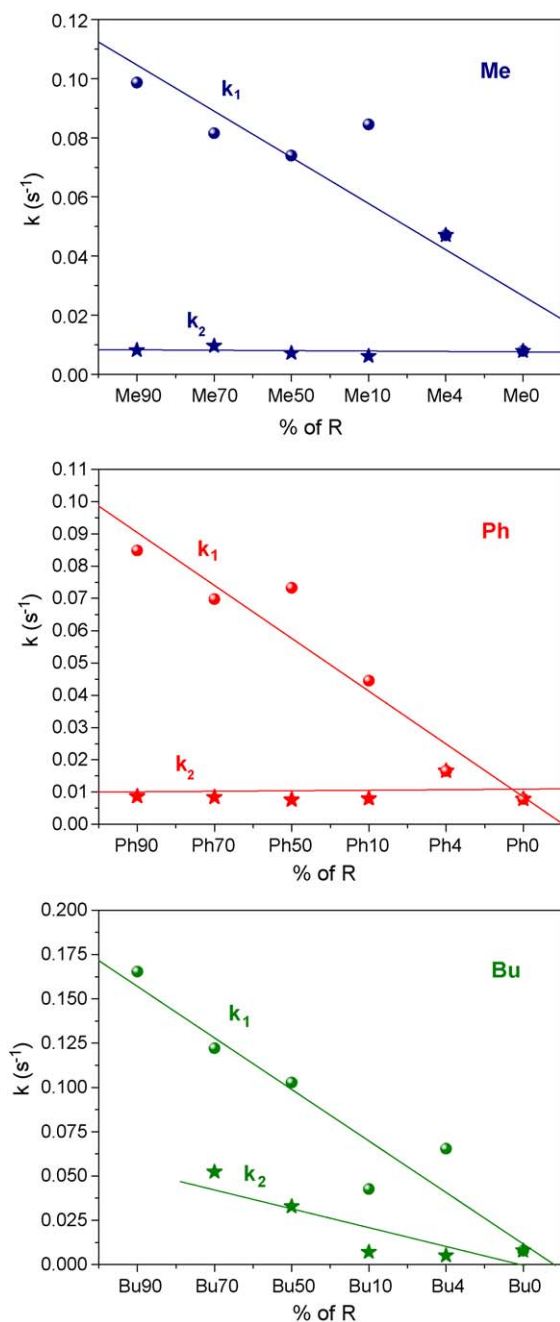 0.12
0.10
0.08
0.06
0.04
0.02
0.00
k (s⁻¹)
Me
k₁
k₂
Me90 Me70 Me50 Me10 Me4 Me0
% of R
0.11
0.10
0.09
0.08
0.07
0.06
0.05
0.04
0.03
0.02
0.01
0.00
k (s⁻¹)
Ph
k₁
k₂
Ph90 Ph70 Ph50 Ph10 Ph4 Ph0
% of R
0.200
0.175
0.150
0.125
0.100
0.075
0.050
0.025
0.000
k (s⁻¹)
Bu
k₁
k₂
Bu90 Bu70 Bu50 Bu10 Bu4 Bu0
% of R